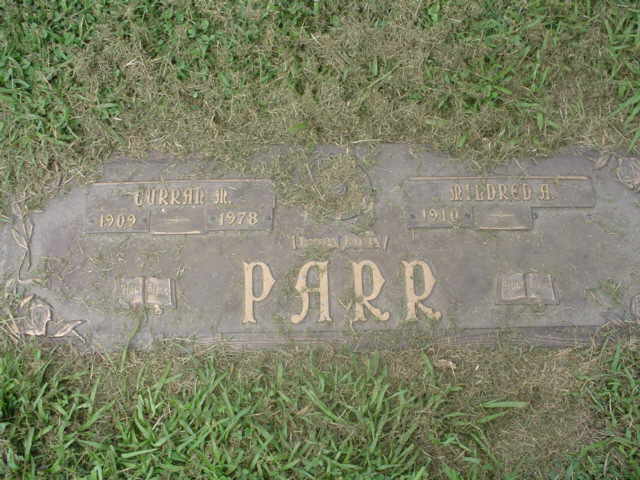 CURRAN M. MILDRED A.
1909 1978 1910
PARR